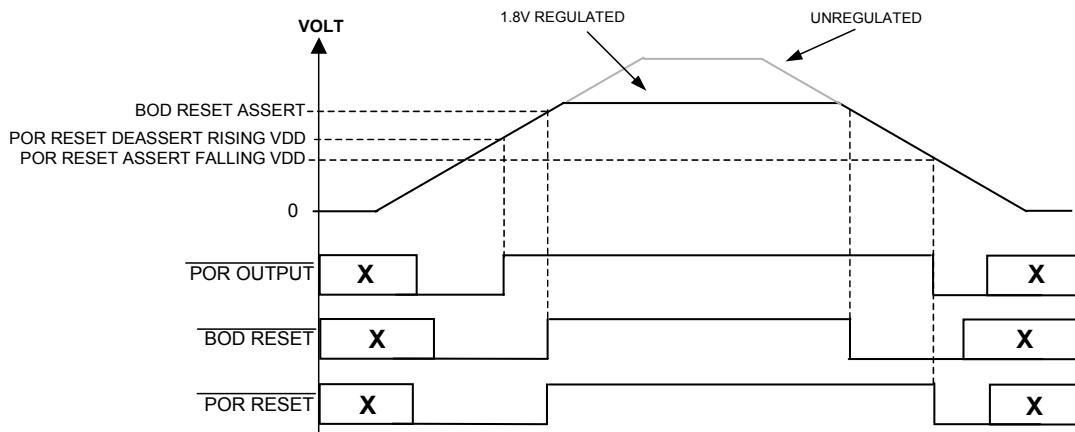 1.8V REGULATED
UNREGULATED
VOLT
BOD RESET ASSERT
POR RESET DEASSERT RISING VDD
POR RESET ASSERT FALLING VDD
0
POR OUTPUT
X
X
BOD RESET
X
X
POR RESET
X
X